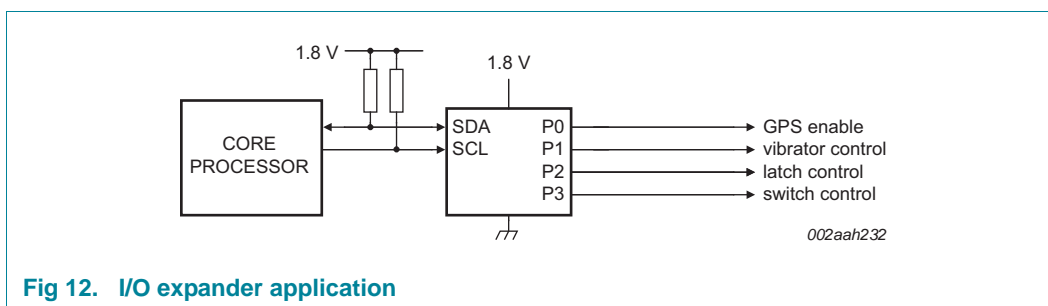 1.8 V
1.8 V
CORE
PROCESSOR
SDA
SCL
P0
P1
P2
P3
GPS enable
vibrator control
latch control
switch control
002aah232
Fig 12. I/O expander application